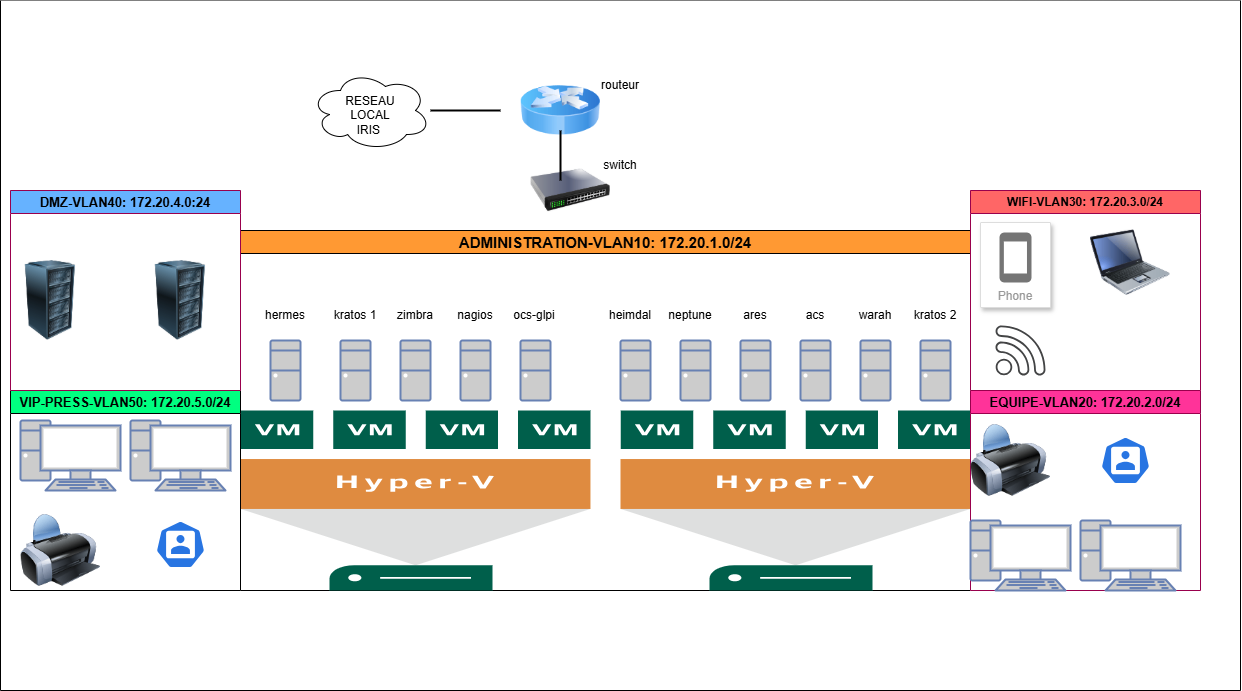 routeur
RESEAU
LOCAL
IRIS
switch
DMZ-VLAN40: 172.20.4.0:24
WIFI-VLAN30: 172.20.3.0/24
ADMINISTRATION-VLAN10: 172.20.1.0/24
Phone
hermes
kratos 1
zimbra
nagios
ocs-glpi
heimdal
neptune
ares
acs
warah
kratos 2
VIP-PRESS-VLAN50: 172.20.5.0/24
EQUIPE-VLAN20: 172.20.2.0/24
VM
VM
VM
VM
VM
VM
VM
VM
Hyper-V
Hyper-V